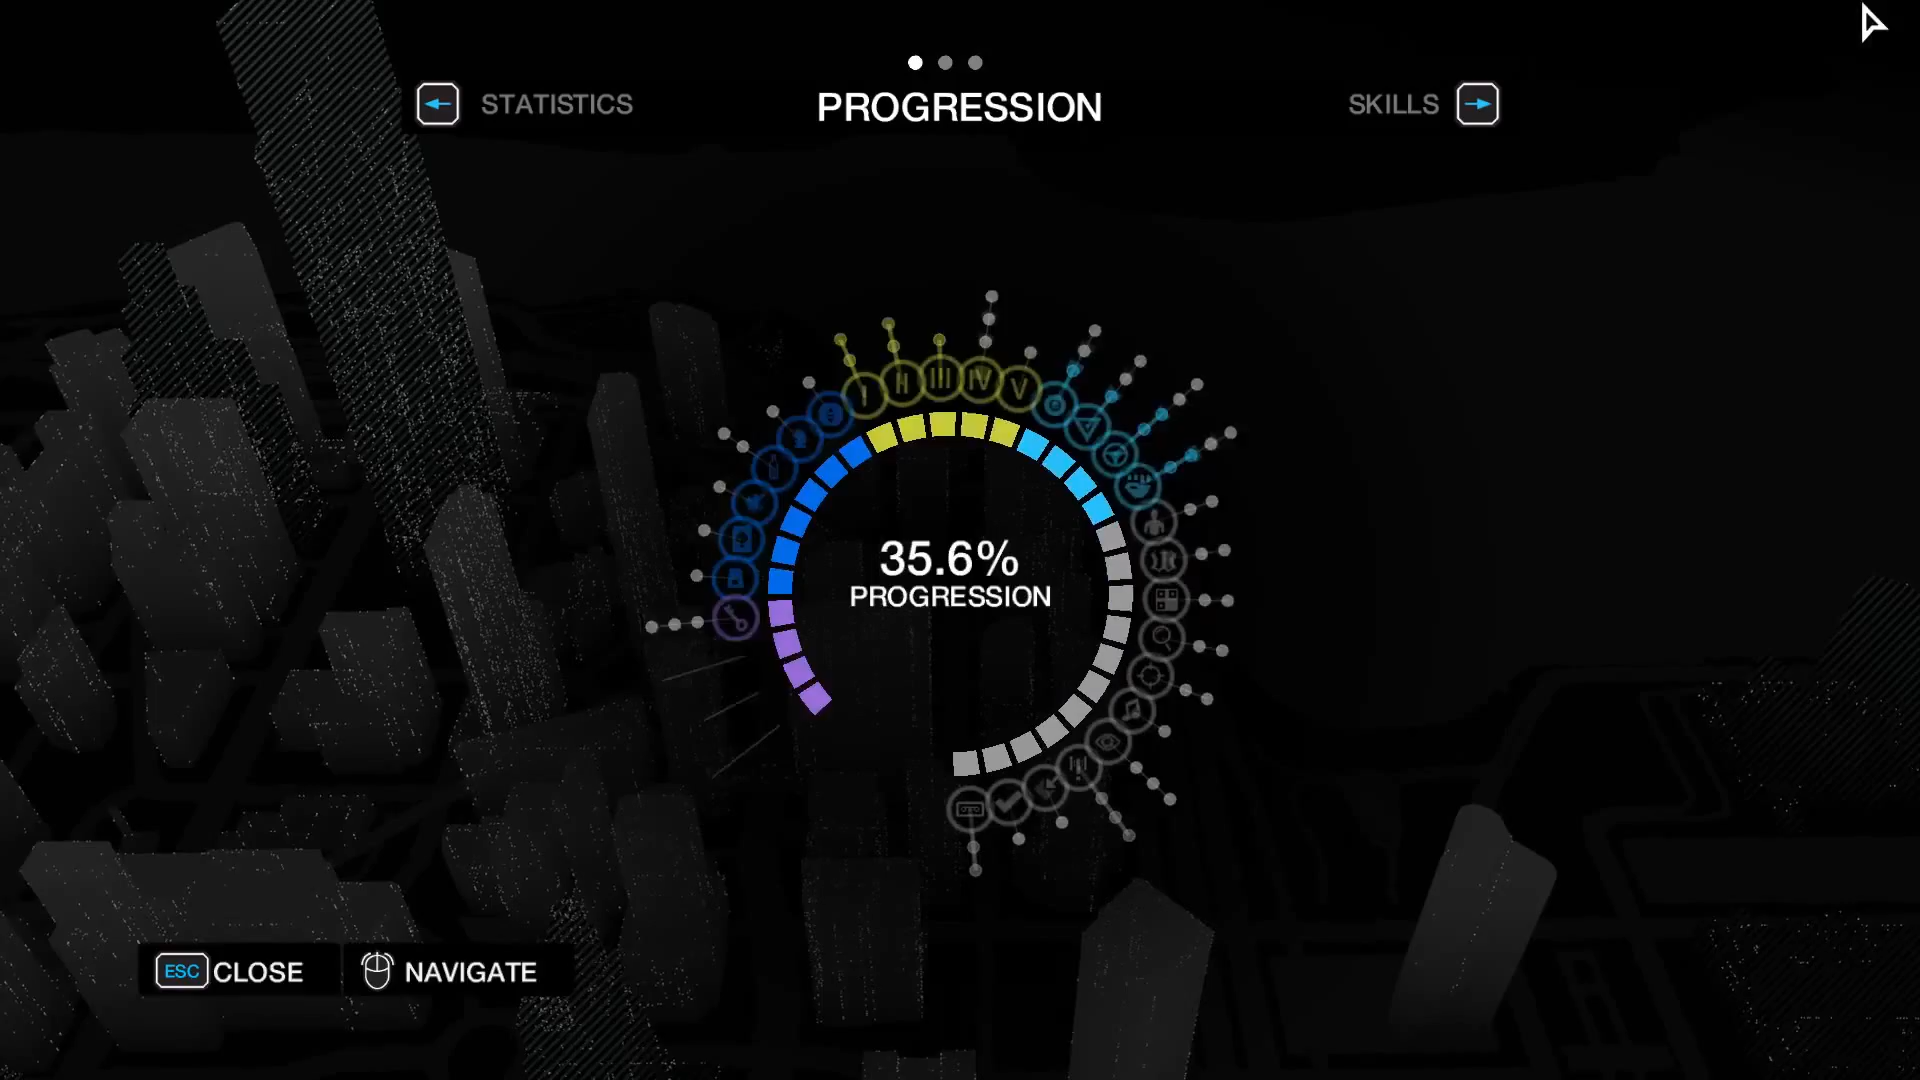 STATISTICS
PROGRESSION
SKILLS
I
II
III
IV
V
35.6%
PROGRESSION
ESC CLOSE
NAVIGATE